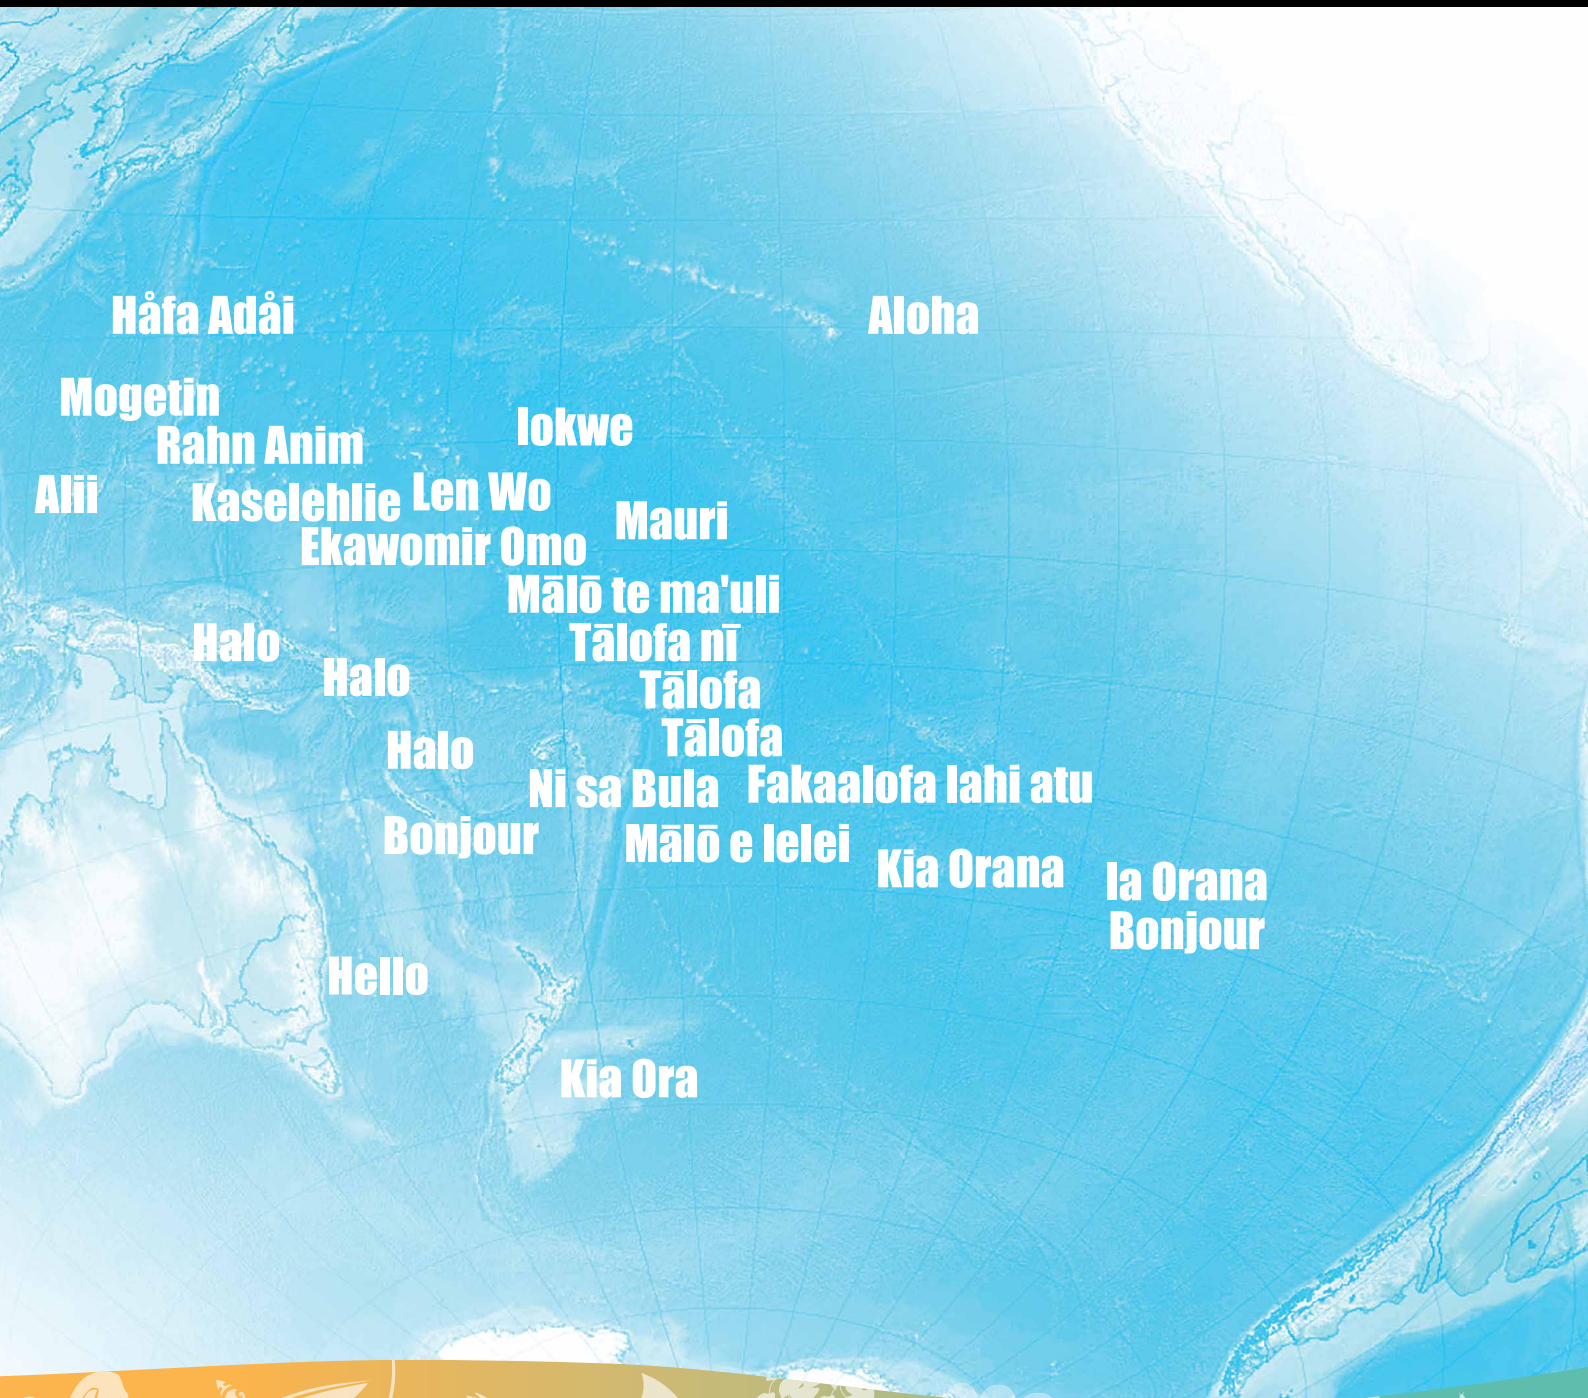 Håfa Adåi
Aloha
Mogetin
Iokwe
Rahn Anim
Alii
Kaselehlie
Len Wo
Mauri
Ekawomir Omo
Mālō te ma'uli
Halo
Tālofa nī
Halo
Tālofa
Tālofa
Halo
Ni sa Bula
Fakaalofa lahi atu
Bonjour
Mālō e lelei
Kia Orana
Ia Orana
Bonjour
Hello
Kia Ora